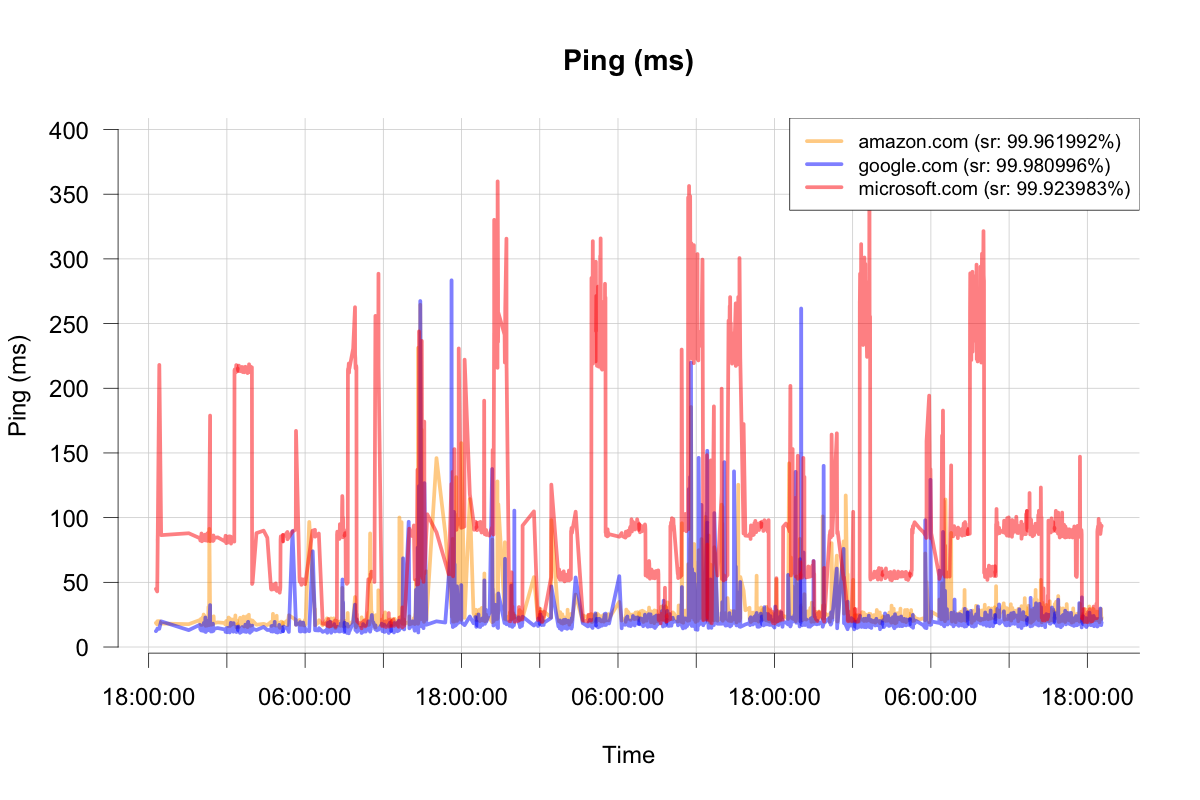 Ping (ms)
amazon.com (sr: 99.961992%)
google.com (sr: 99.980996%)
microsoft.com (sr: 99.923983%)
400
350
300
250
200
150
100
50
0
Ping (ms)
18:00:00 06:00:00 18:00:00 06:00:00 18:00:00 06:00:00 18:00:00
Time